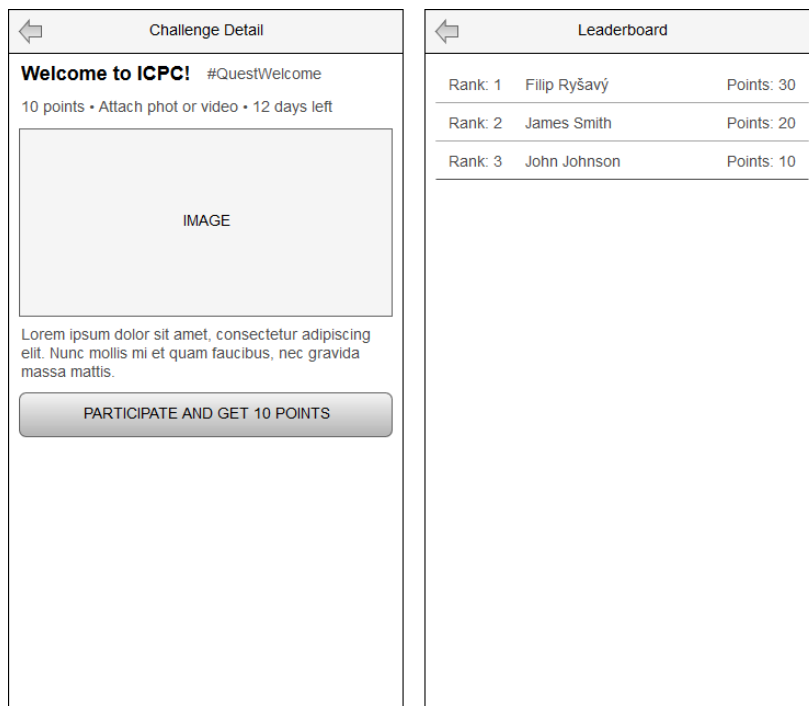 Challenge Detail
Welcome to ICPC! #QuestWelcome
10 points • Attach phot or video • 12 days left
IMAGE
Lorem ipsum dolor sit amet, consectetur adipiscing
elit. Nunc mollis mi et quam faucibus, nec gravida
massa mattis.
PARTICIPATE AND GET 10 POINTS
Leaderboard
Rank: 1 Filip Ryšavý Points: 30
Rank: 2 James Smith Points: 20
Rank: 3 John Johnson Points: 10